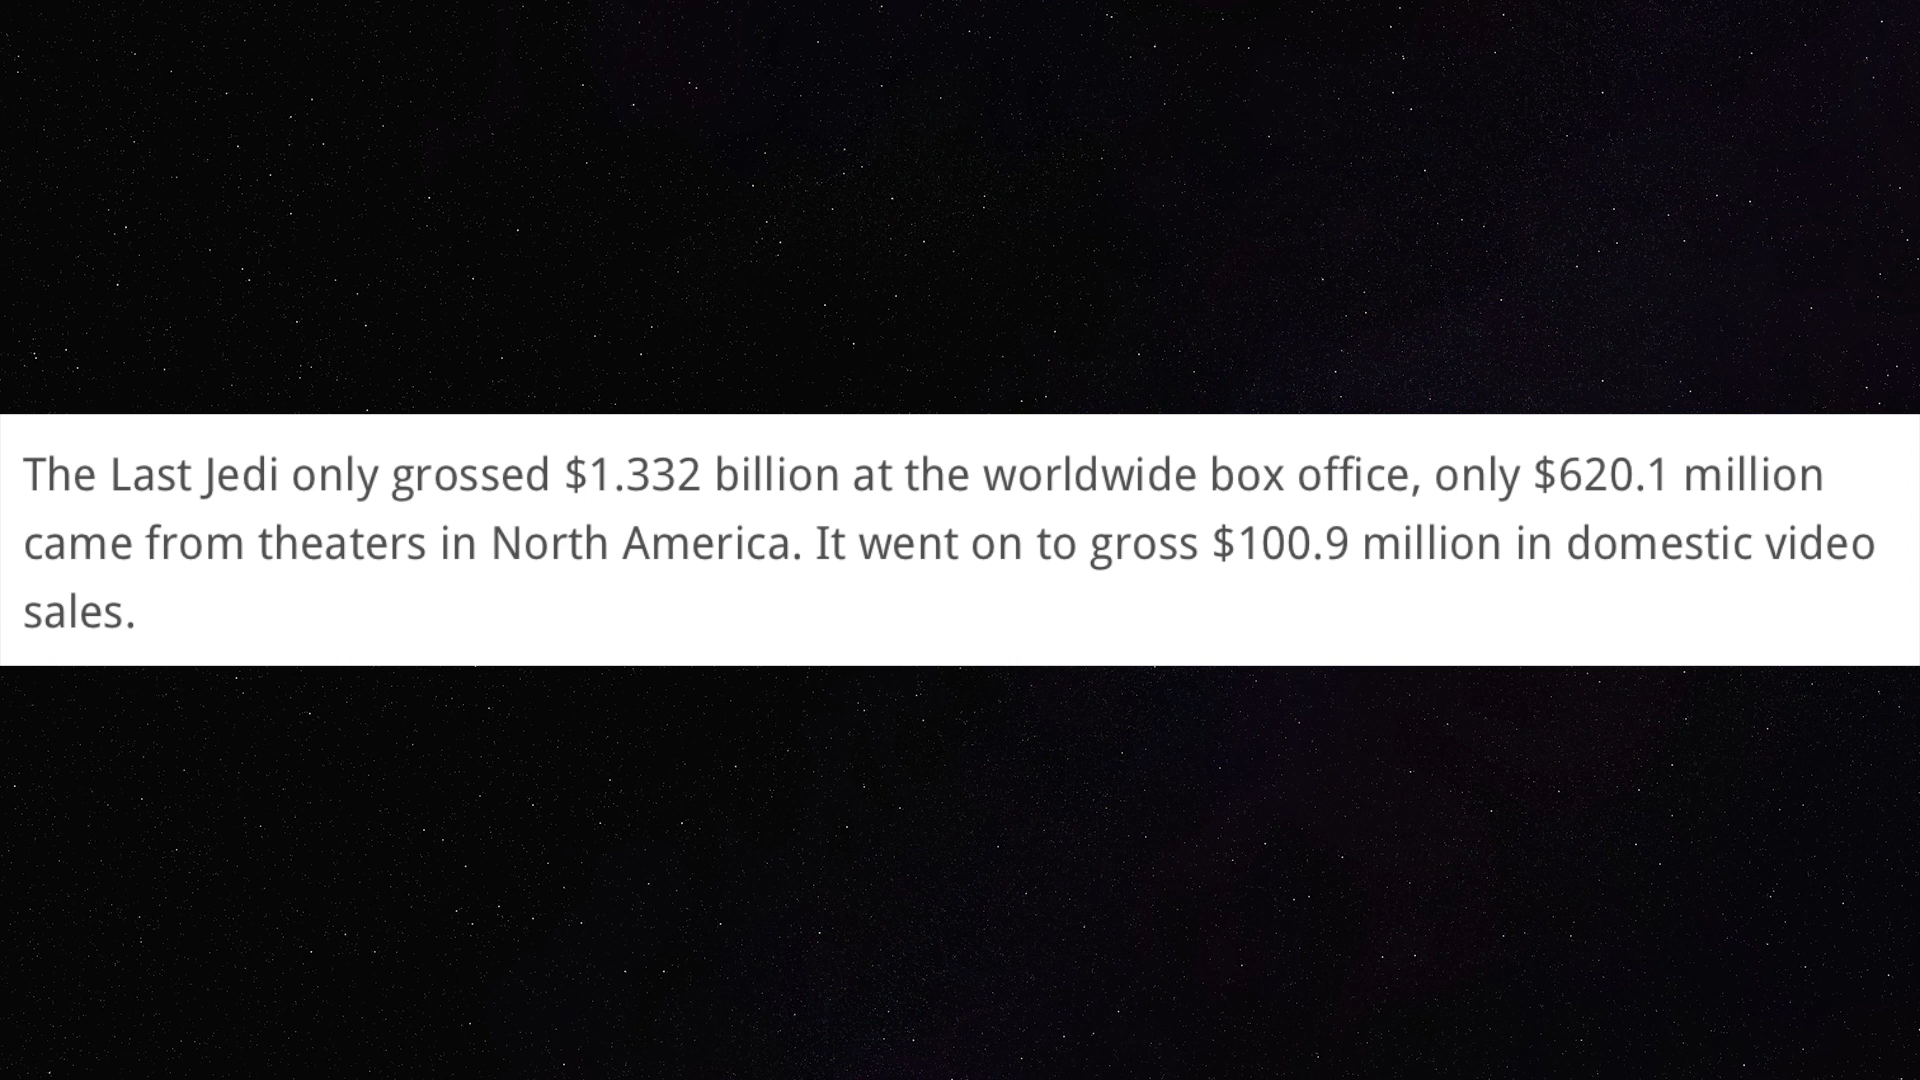 The Last Jedi only grossed $1.332 billion at the worldwide box office, only $620.1 million
came from theaters in North America. It went on to gross $100.9 million in domestic video
sales.